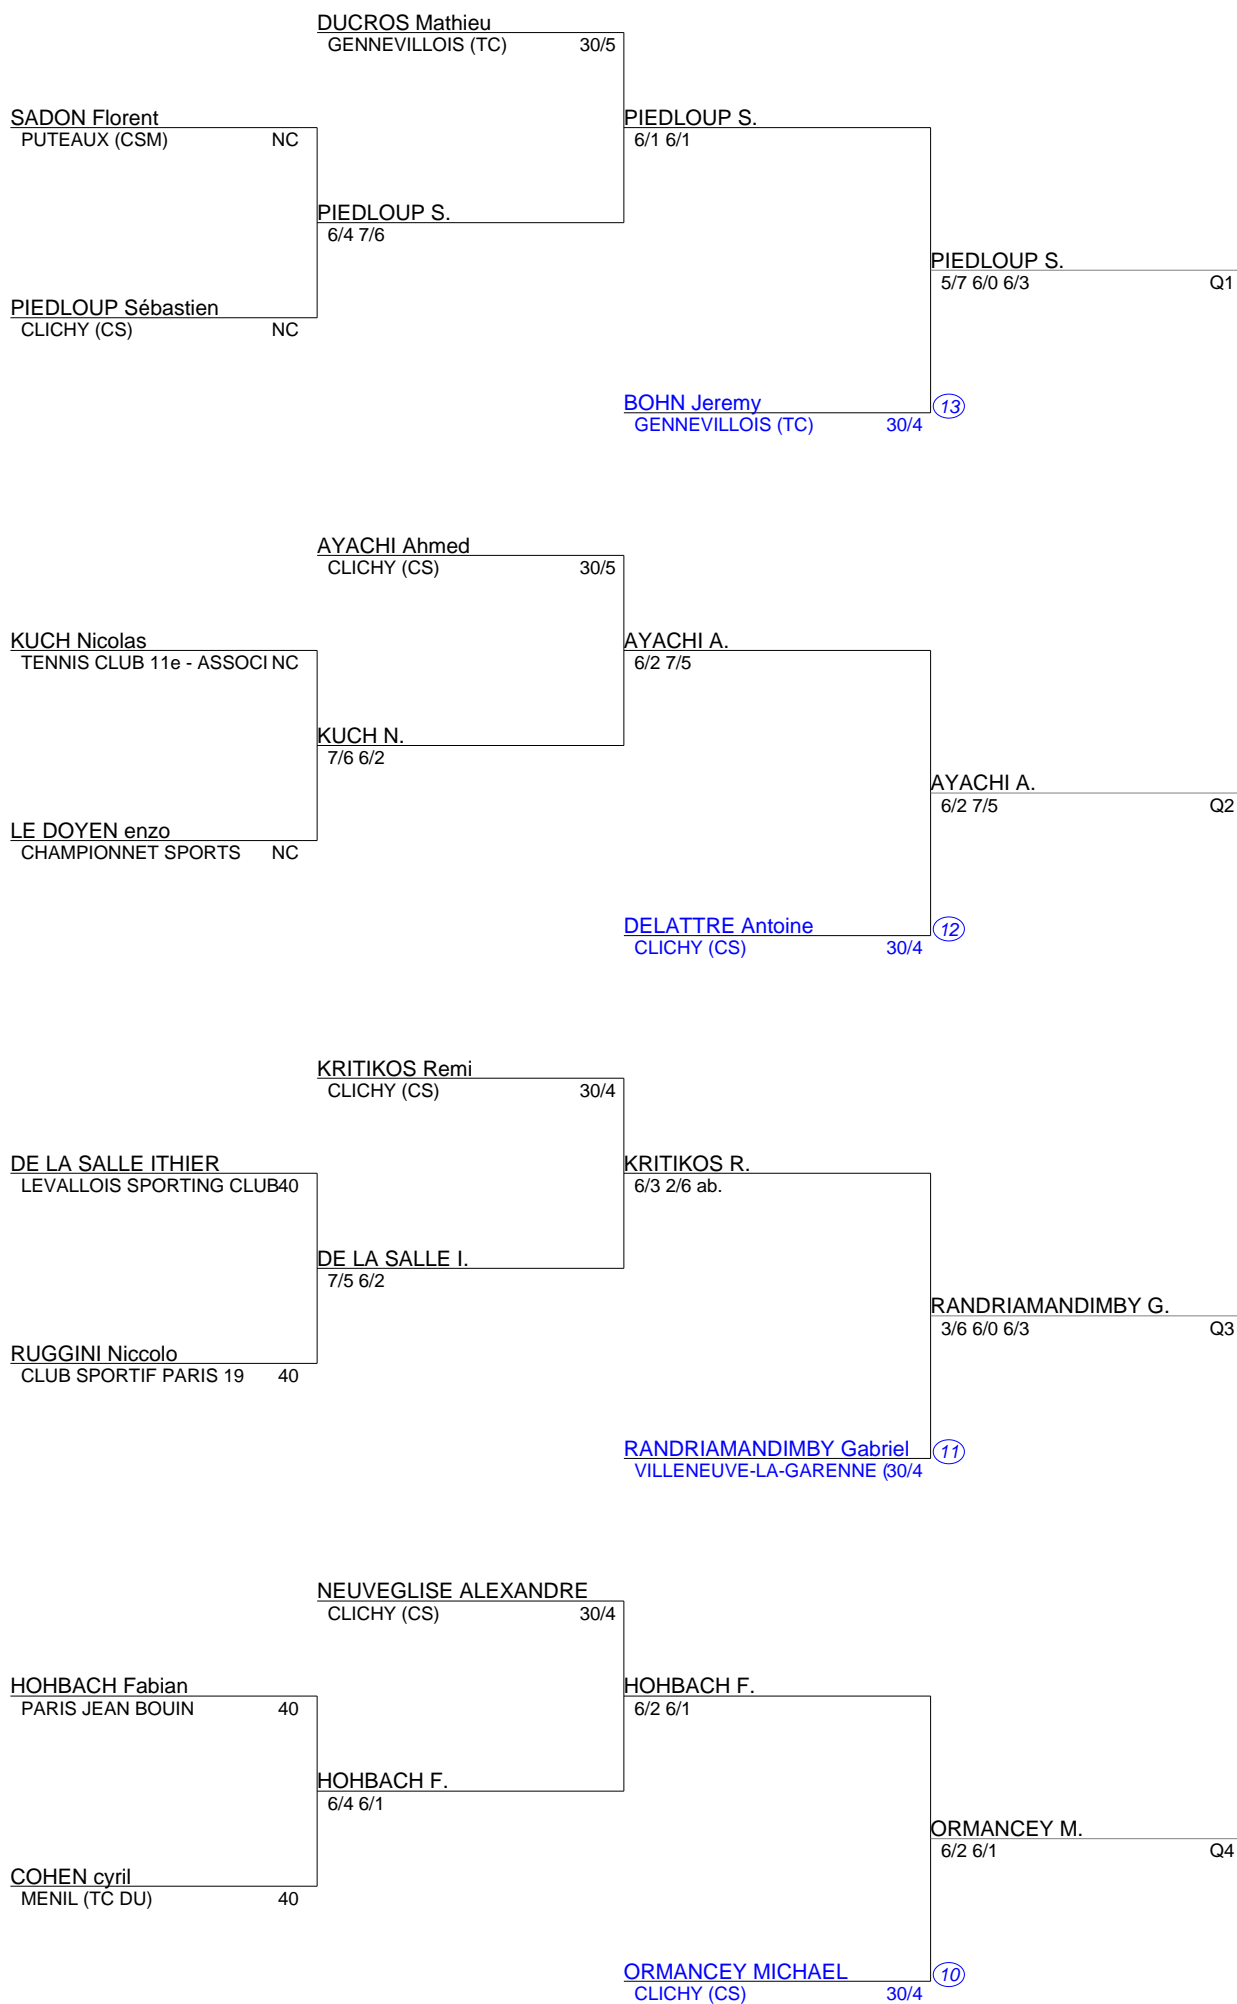 DUCROS Mathieu
GENNEVILLOIS (TC) 30/5
SADON Florent
PUTEAUX (CSM) NC
PIEDLOUP S.
6/1 6/1
PIEDLOUP S.
6/4 7/6
PIEDLOUP S.
5/7 6/0 6/3 Q1
PIEDLOUP Sébastien
CLICHY (CS) NC
BOHN Jeremy 13
GENNEVILLOIS (TC) 30/4
AYACHI Ahmed
CLICHY (CS) 30/5
KUCH Nicolas
TENNIS CLUB 11e - ASSOCI NC
AYACHI A.
6/2 7/5
KUCH N.
7/6 6/2
AYACHI A.
6/2 7/5 Q2
LE DOYEN enzo
CHAMPIONNET SPORTS NC
DELATTRE Antoine 12
CLICHY (CS) 30/4
KRITIKOS Remi
CLICHY (CS) 30/4
DE LA SALLE ITHIER
LEVALLOIS SPORTING CLUB 40
KRITIKOS R.
6/3 2/6 ab.
DE LA SALLE I.
7/5 6/2
RANDRIAMANDIMBY G.
3/6 6/0 6/3 Q3
RUGGINI Niccolo
CLUB SPORTIF PARIS 19 40
RANDRIAMANDIMBY Gabriel 11
VILLENEUVE-LA-GARENNE (30/4
NEUVEGLISE ALEXANDRE
CLICHY (CS) 30/4
HOHBACH Fabian
PARIS JEAN BOUIN 40
HOHBACH F.
6/2 6/1
HOHBACH F.
6/4 6/1
ORMANCEY M.
6/2 6/1 Q4
COHEN cyril
MENIL (TC DU) 40
ORMANCEY MICHAEL 10
CLICHY (CS) 30/4